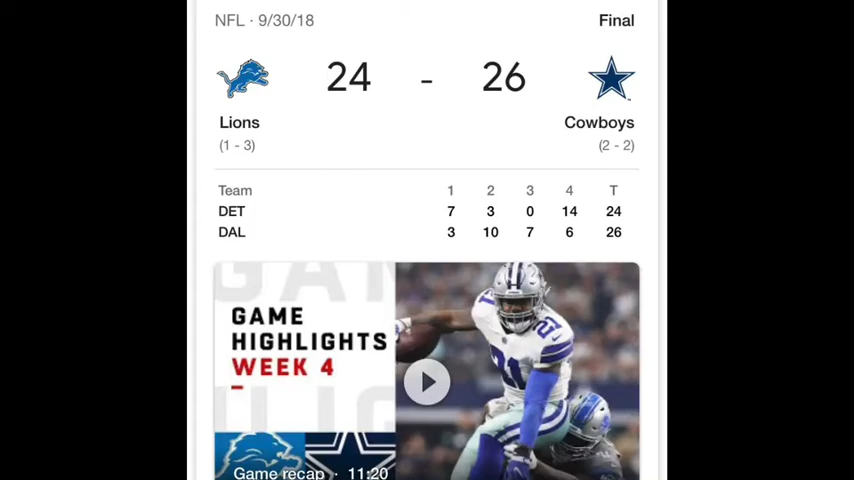 NFL · 9/30/18 Final
24 - 26
Lions Cowboys
(1 - 3) (2 - 2)
Team 1 2 3 4 T
DET 7 3 0 14 24
DAL 3 10 7 6 26
GAME
HIGHLIGHTS
WEEK 4
21
21
Game recap · 11:20